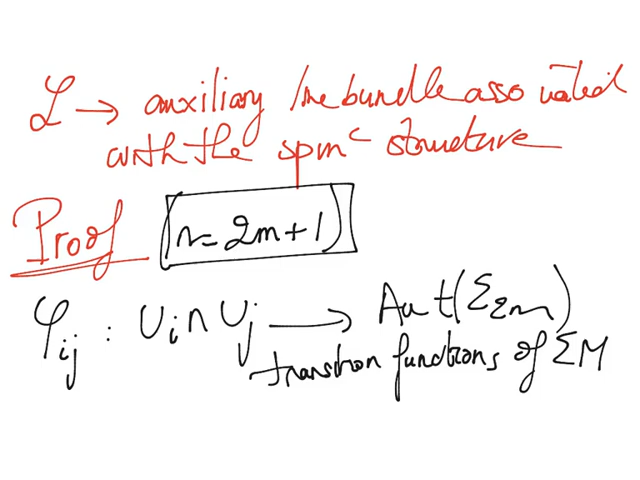 L → auxiliary line bundle associated
with the spin^c structure
Proof (n = 2m+1)
φ_ij : U_i ∩ U_j → Aut(Σ_2m)
transition functions of ΣM